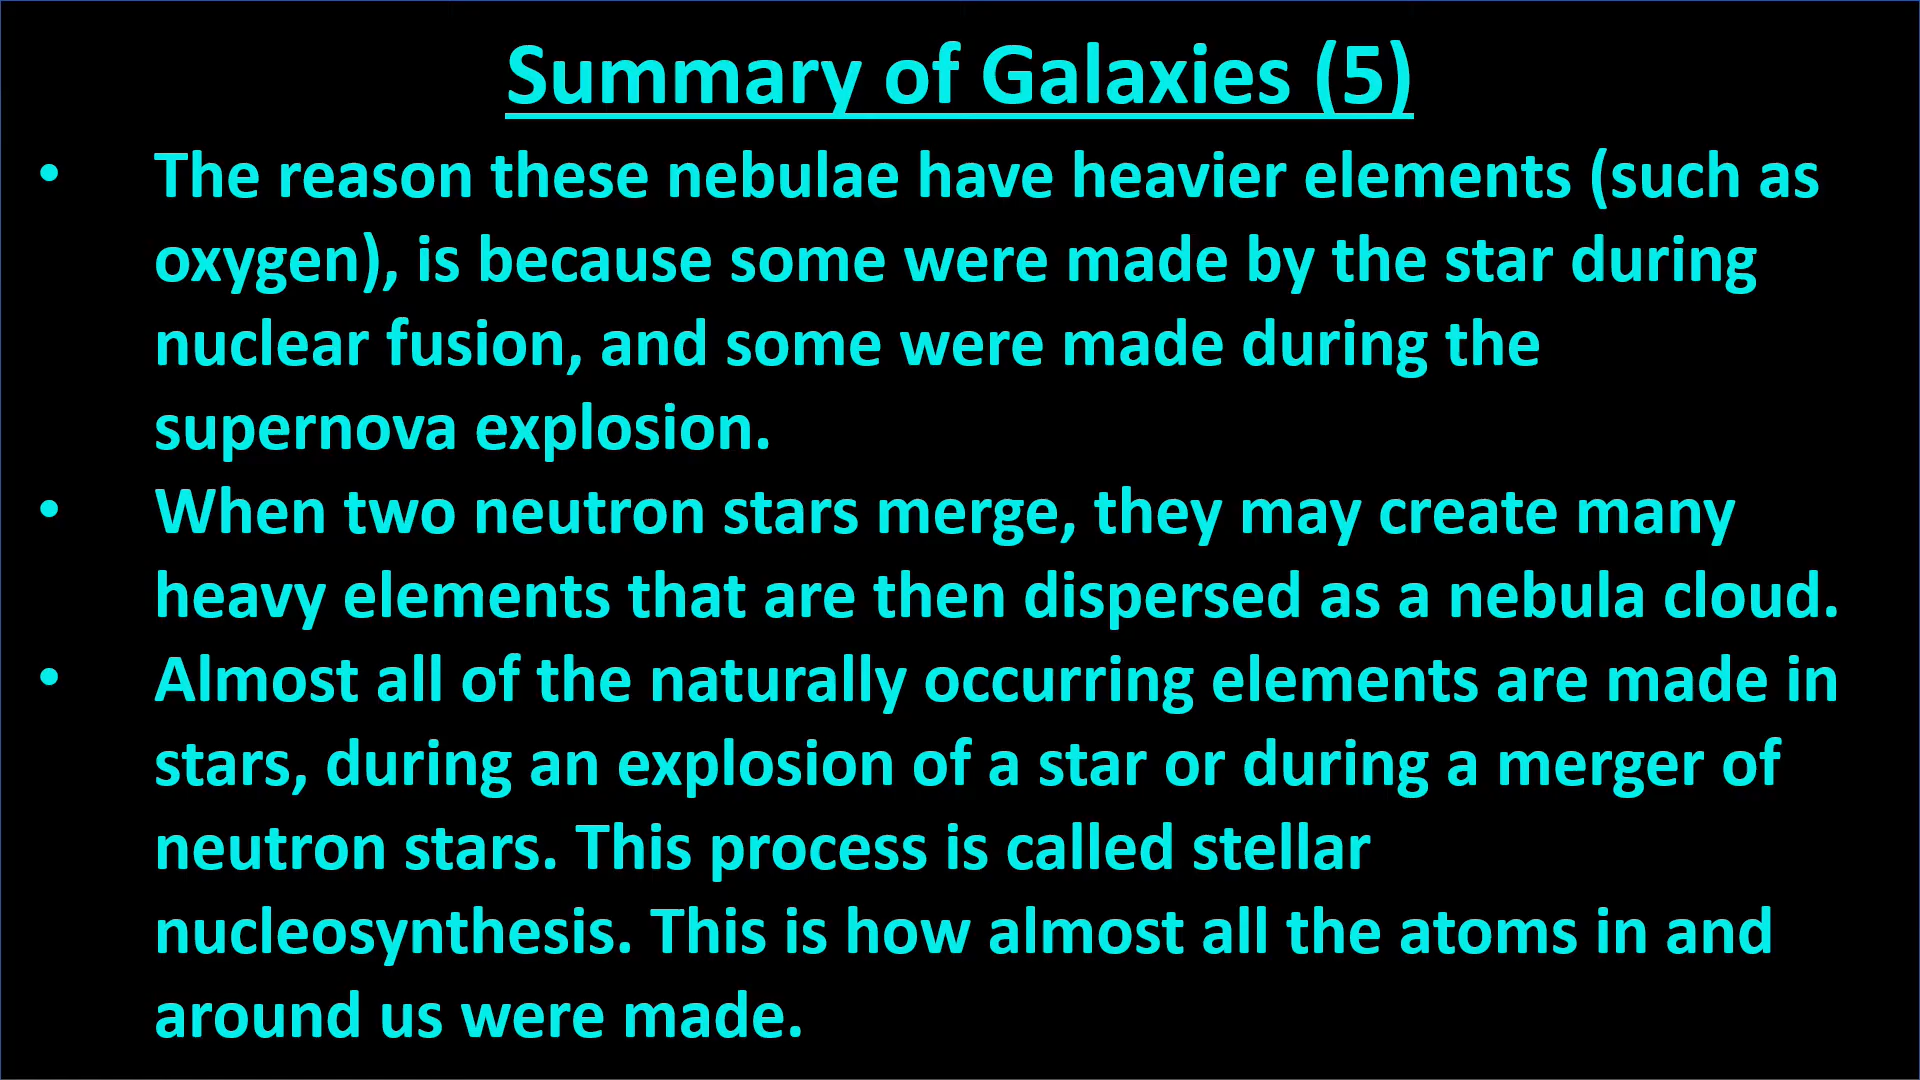 Summary of Galaxies (5)
• The reason these nebulae have heavier elements (such as
oxygen), is because some were made by the star during
nuclear fusion, and some were made during the
supernova explosion.
• When two neutron stars merge, they may create many
heavy elements that are then dispersed as a nebula cloud.
• Almost all of the naturally occurring elements are made in
stars, during an explosion of a star or during a merger of
neutron stars. This process is called stellar
nucleosynthesis. This is how almost all the atoms in and
around us were made.